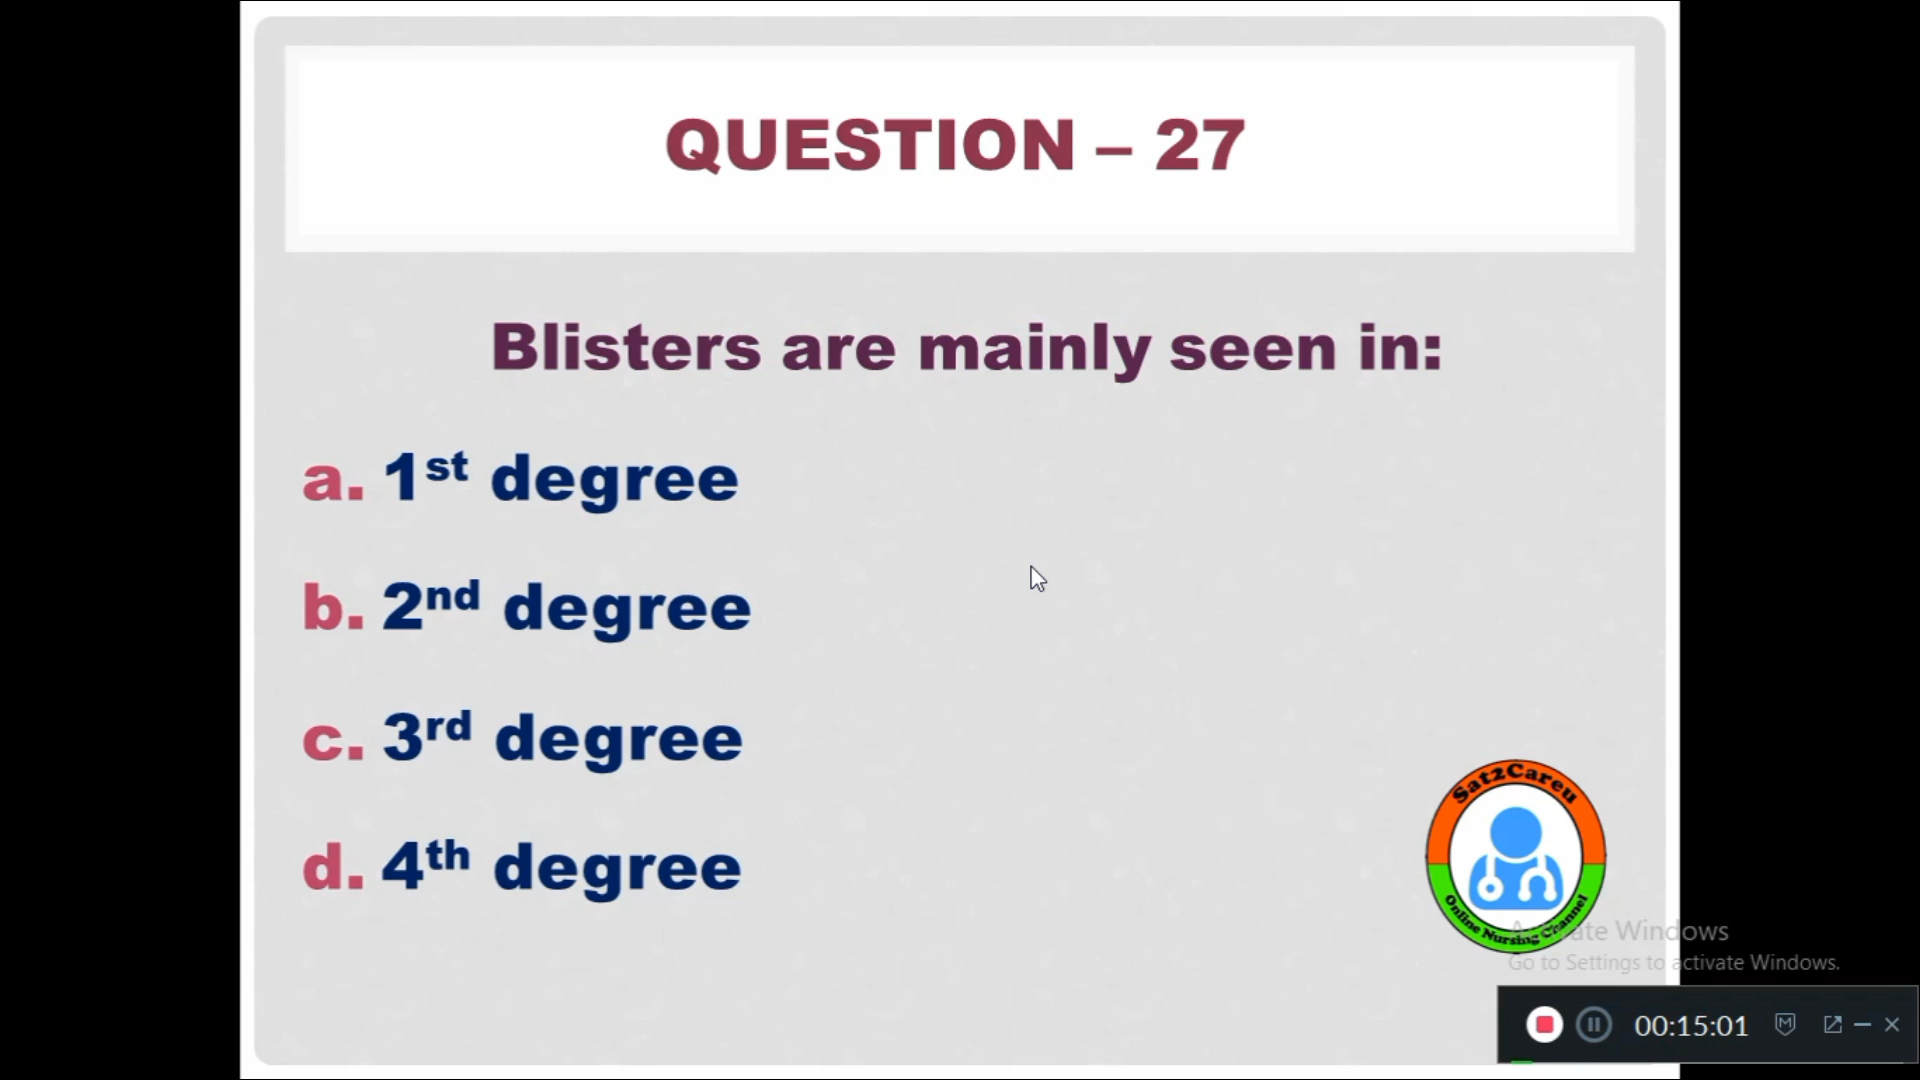 QUESTION – 27
Blisters are mainly seen in:
a. 1st degree
b. 2nd degree
c. 3rd degree
d. 4th degree
Sat2Careu
Online Nursing Channel
Activate Windows
Go to Settings to activate Windows.
00:15:01